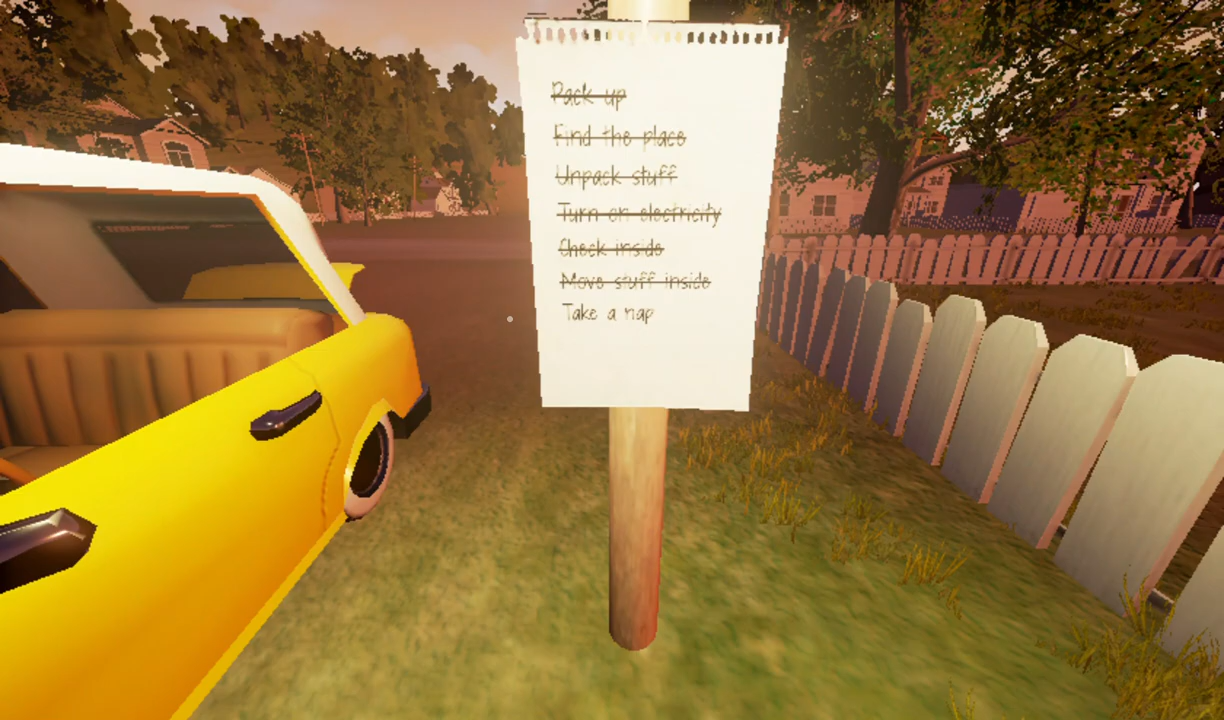 Pack up
Find the place
Unpack stuff
Turn on electricity
Check inside
Move stuff inside
Take a nap